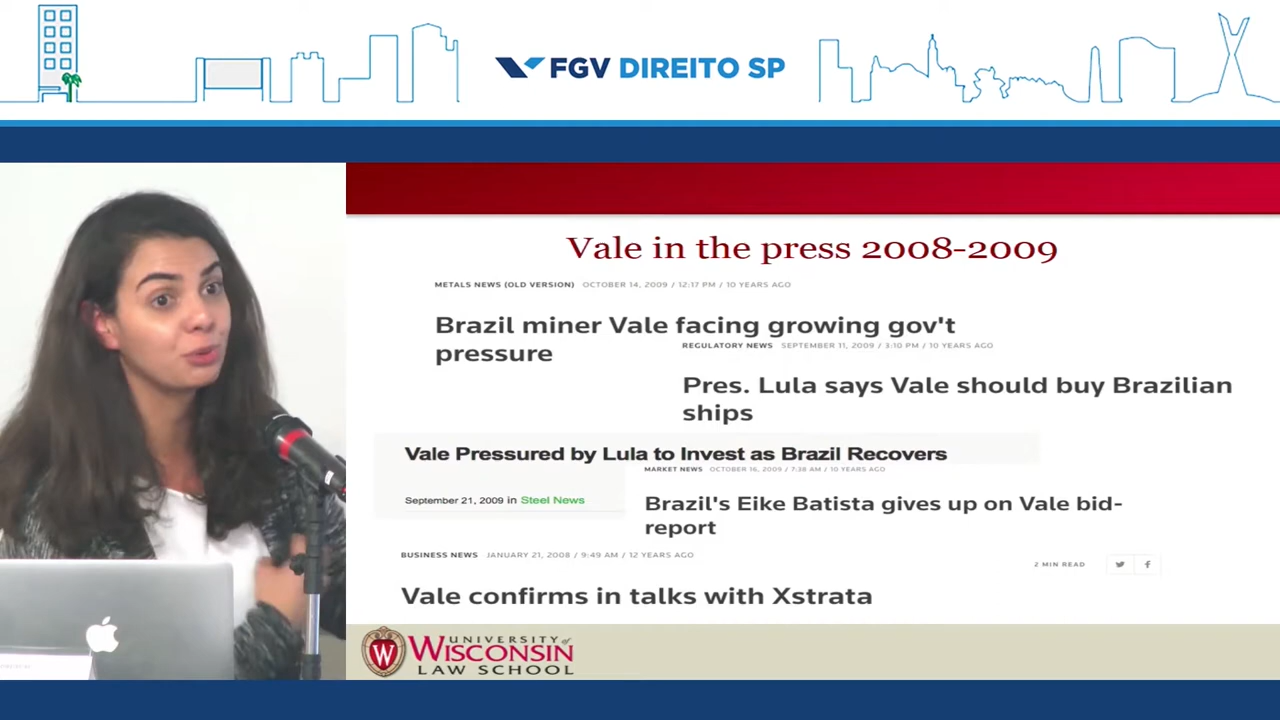 FGV DIREITO SP
Vale in the press 2008-2009
METALS NEWS (OLD VERSION) OCTOBER 14, 2009 / 12:17 PM / 10 YEARS AGO
Brazil miner Vale facing growing gov't
pressure
REGULATORY NEWS SEPTEMBER 11, 2009 / 3:10 PM / 10 YEARS AGO
Pres. Lula says Vale should buy Brazilian
ships
Vale Pressured by Lula to Invest as Brazil Recovers
September 21, 2009 in Steel News
MARKET NEWS OCTOBER 16, 2009 / 7:38 AM / 10 YEARS AGO
Brazil's Eike Batista gives up on Vale bid-
report
BUSINESS NEWS JANUARY 21, 2008 / 9:49 AM / 12 YEARS AGO
2 MIN READ
Vale confirms in talks with Xstrata
W
UNIVERSITY of
WISCONSIN
LAW SCHOOL